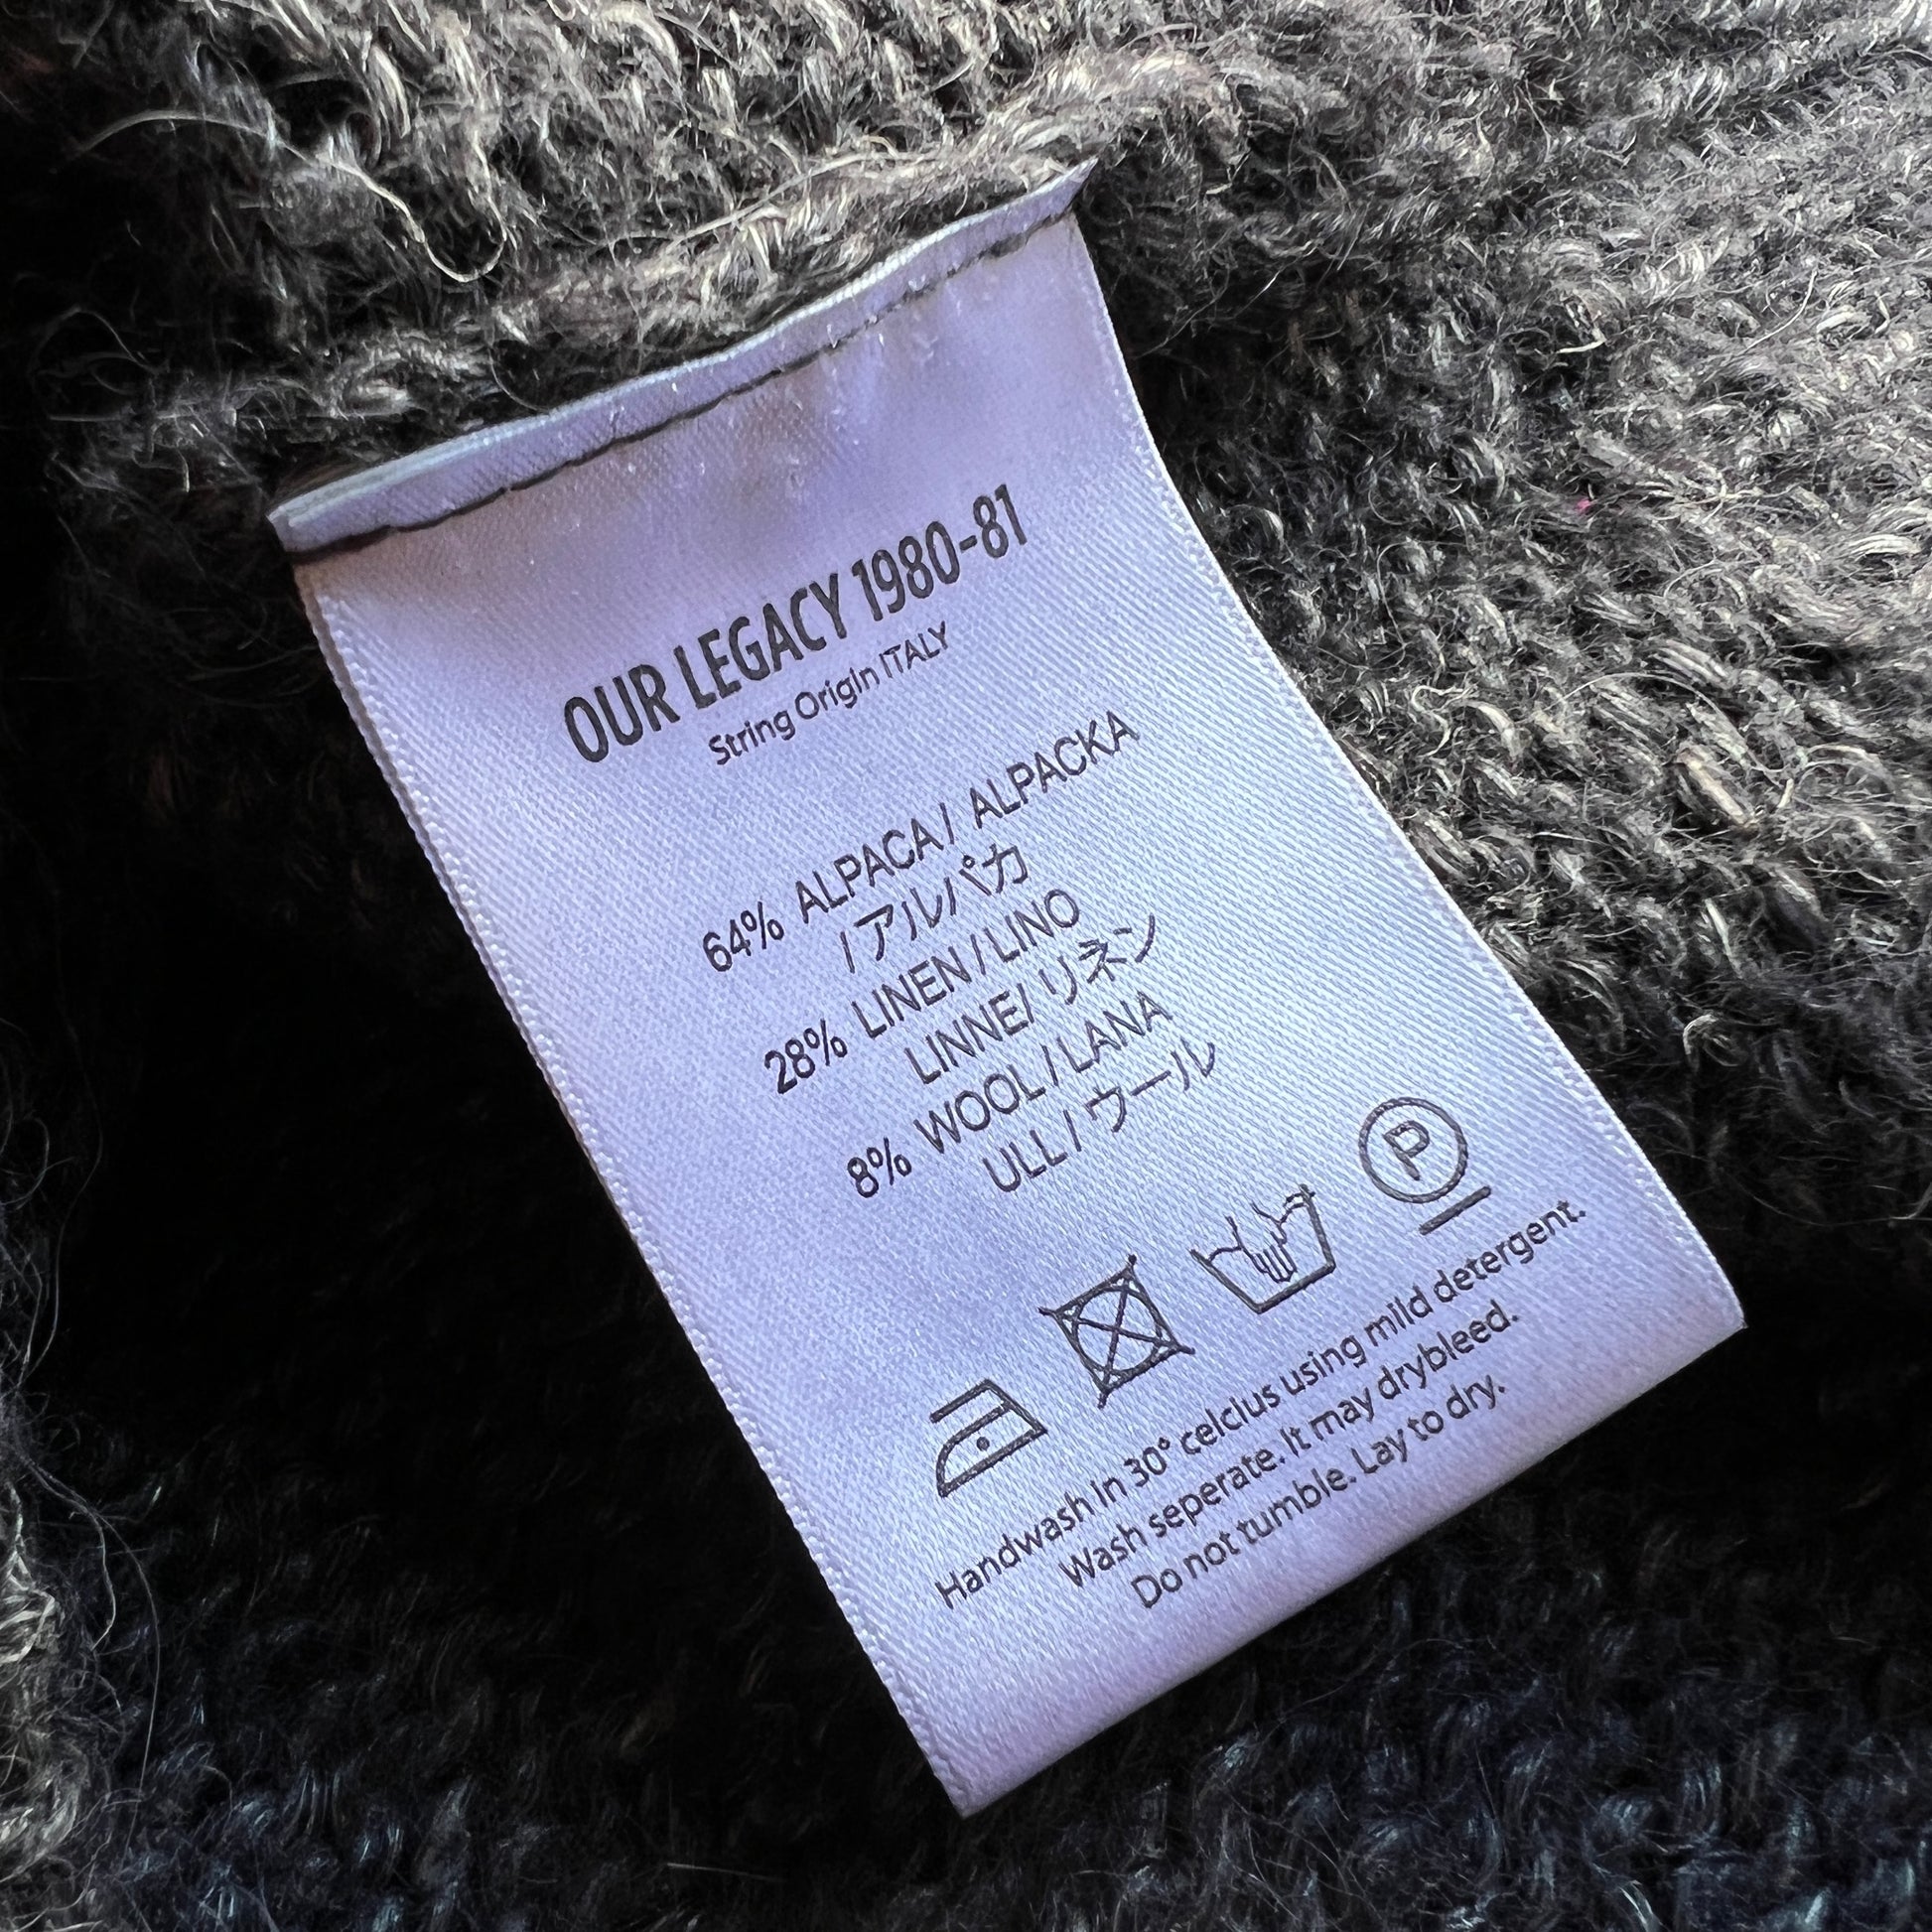 OUR LEGACY 1980-81
String Origin ITALY
64% ALPACA / ALPACKA
/ アルパカ
28% LINEN / LINO
LINNE/ リネン
8% WOOL / LANA
ULL / ウール
P
Handwash in 30° celcius using mild detergent.
Wash seperate. It may drybleed.
Do not tumble. Lay to dry.